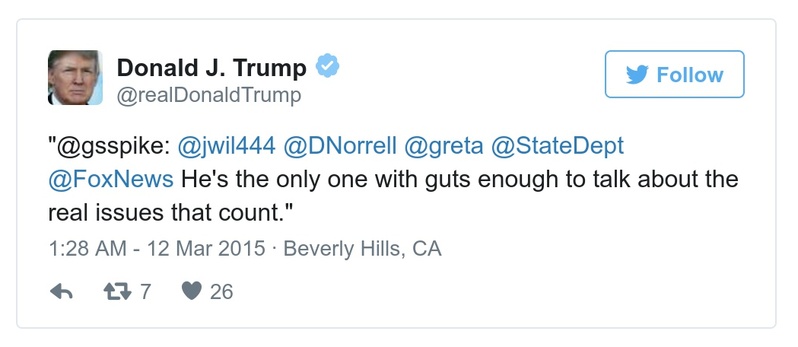 Donald J. Trump
@realDonaldTrump
Follow
"@gsspike: @jwil444 @DNorrell @greta @StateDept
@FoxNews He's the only one with guts enough to talk about the
real issues that count."
1:28 AM - 12 Mar 2015 · Beverly Hills, CA
7 26